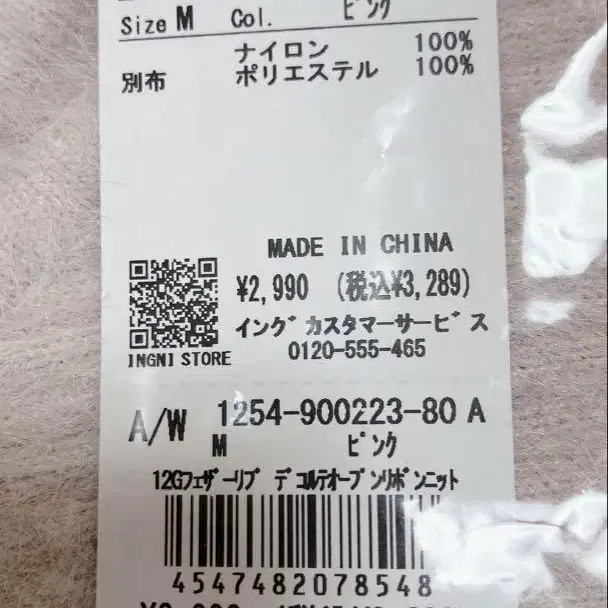 Size M Col. ピンク
ナイロン 100%
別布 ポリエステル 100%
MADE IN CHINA
¥2,990 (税込¥3,289)
イング カスタマーサービス
INGNI STORE 0120-555-465
A/W 1254-900223-80 A
M ピンク
12Gフェザーリブ デコルテオープンリボンニット
4547482078548